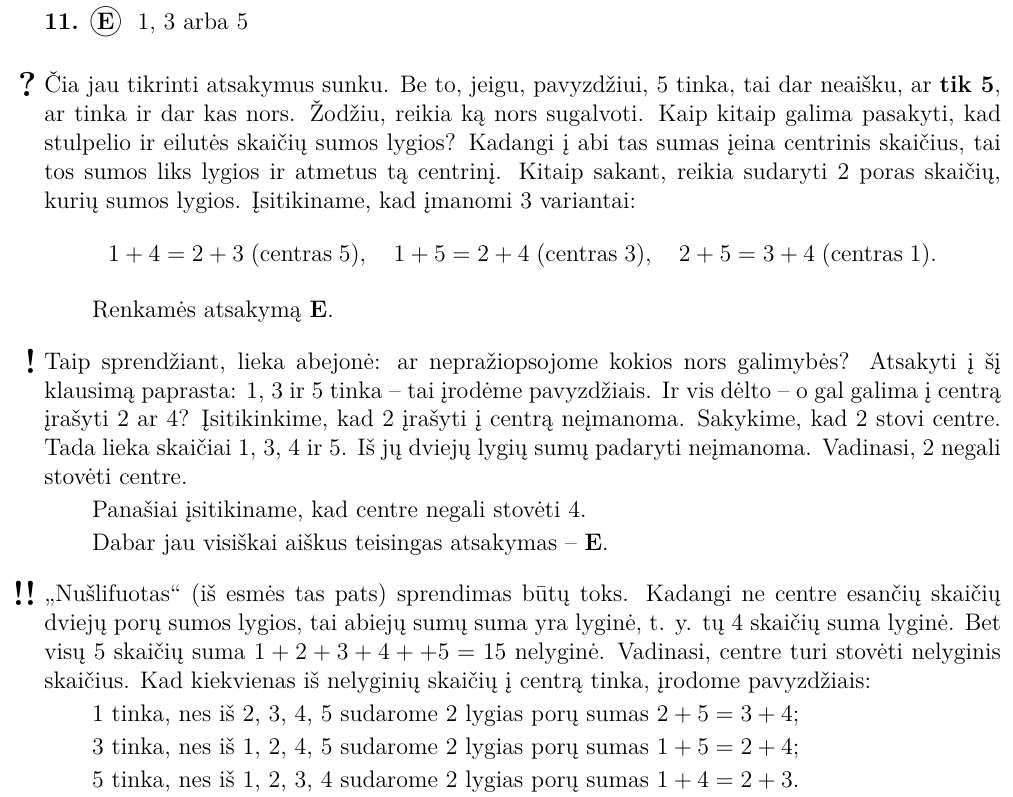 11. E 1, 3 arba 5
? Čia jau tikrinti atsakymus sunku. Be to, jeigu, pavyzdžiui, 5 tinka, tai dar neaišku, ar tik 5,
ar tinka ir dar kas nors. Žodžiu, reikia ką nors sugalvoti. Kaip kitaip galima pasakyti, kad
stulpelio ir eilutės skaičių sumos lygios? Kadangi į abi tas sumas įeina centrinis skaičius, tai
tos sumos liks lygios ir atmetus tą centrinį. Kitaip sakant, reikia sudaryti 2 poras skaičių,
kurių sumos lygios. Įsitikiname, kad įmanomi 3 variantai:
1 + 4 = 2 + 3 (centras 5), 1 + 5 = 2 + 4 (centras 3), 2 + 5 = 3 + 4 (centras 1).
Renkamės atsakymą E.
! Taip sprendžiant, lieka abejonė: ar nepražiopsojome kokios nors galimybės? Atsakyti į šį
klausimą paprasta: 1, 3 ir 5 tinka – tai įrodėme pavyzdžiais. Ir vis dėlto – o gal galima į centrą
įrašyti 2 ar 4? Įsitikinkime, kad 2 įrašyti į centrą neįmanoma. Sakykime, kad 2 stovi centre.
Tada lieka skaičiai 1, 3, 4 ir 5. Iš jų dviejų lygių sumų padaryti neįmanoma. Vadinasi, 2 negali
stovėti centre.
Panašiai įsitikiname, kad centre negali stovėti 4.
Dabar jau visiškai aiškus teisingas atsakymas – E.
!! „Nušlifuotas“ (iš esmės tas pats) sprendimas būtų toks. Kadangi ne centre esančių skaičių
dviejų porų sumos lygios, tai abiejų sumų suma yra lyginė, t. y. tų 4 skaičių suma lyginė. Bet
visų 5 skaičių suma 1 + 2 + 3 + 4 + +5 = 15 nelyginė. Vadinasi, centre turi stovėti nelyginis
skaičius. Kad kiekvienas iš nelyginių skaičių į centrą tinka, įrodome pavyzdžiais:
1 tinka, nes iš 2, 3, 4, 5 sudarome 2 lygias porų sumas 2 + 5 = 3 + 4;
3 tinka, nes iš 1, 2, 4, 5 sudarome 2 lygias porų sumas 1 + 5 = 2 + 4;
5 tinka, nes iš 1, 2, 3, 4 sudarome 2 lygias porų sumas 1 + 4 = 2 + 3.